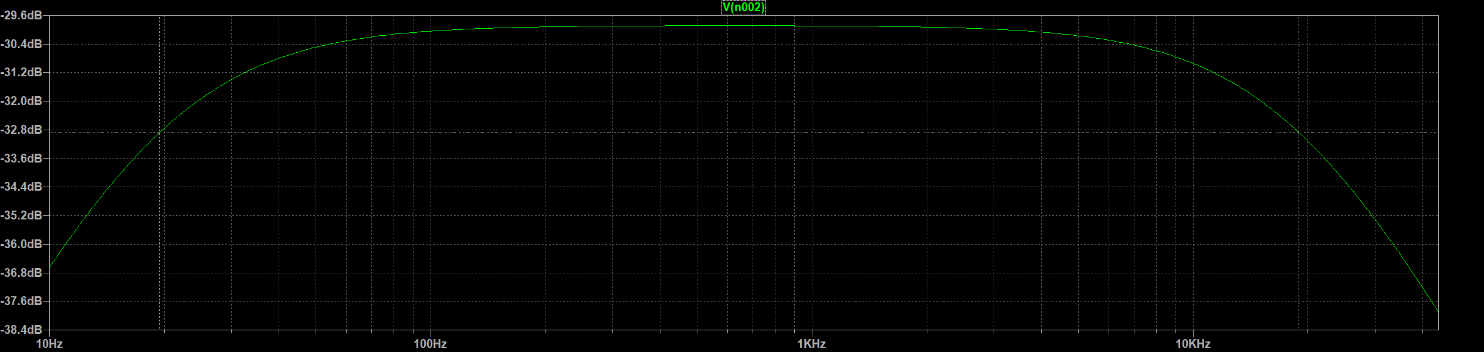 V(n002)
-29.6dB
-30.4dB
-31.2dB
-32.0dB
-32.8dB
-33.6dB
-34.4dB
-35.2dB
-36.0dB
-36.8dB
-37.6dB
-38.4dB
10Hz 100Hz 1KHz 10KHz